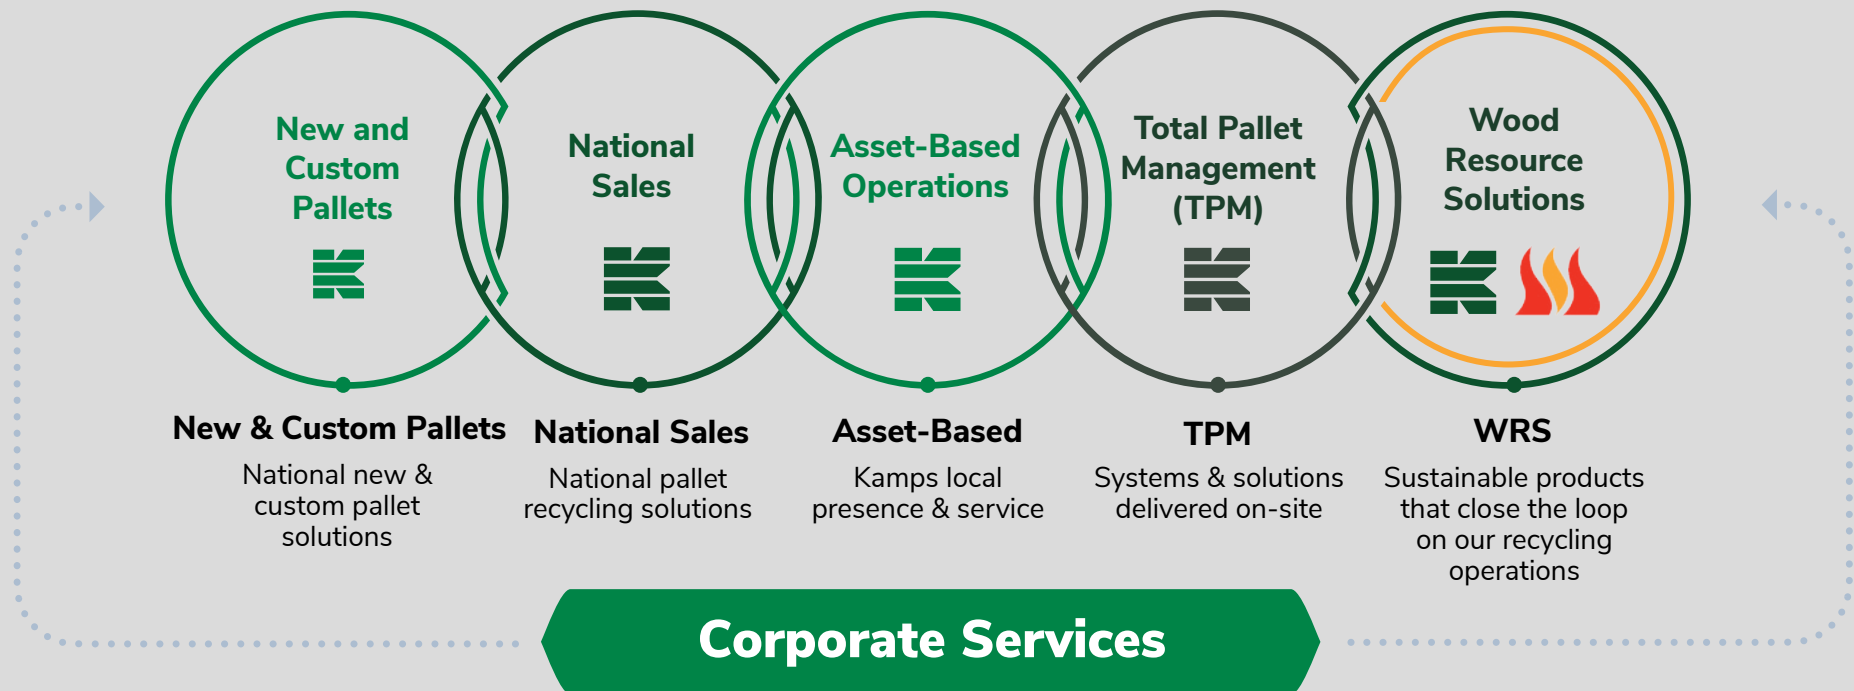 New and
Custom
Pallets
National
Sales
Asset-Based
Operations
Total Pallet
Management
(TPM)
Wood
Resource
Solutions
New & Custom Pallets
National new &
custom pallet
solutions
National Sales
National pallet
recycling solutions
Asset-Based
Kamps local
presence & service
TPM
Systems & solutions
delivered on-site
WRS
Sustainable products
that close the loop
on our recycling
operations
Corporate Services